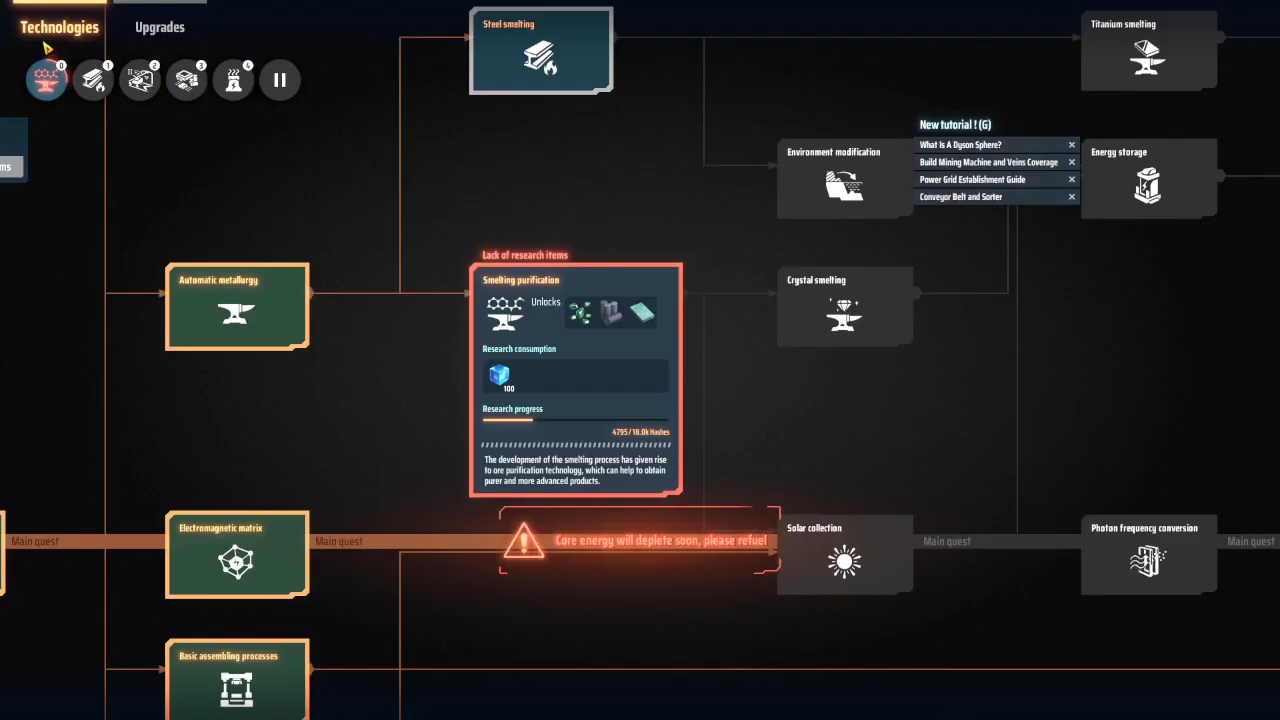 Technologies
Upgrades
0
1
2
3
4
ms
Steel smelting
Titanium smelting
New tutorial ! (G)
What Is A Dyson Sphere?
Build Mining Machine and Veins Coverage
Power Grid Establishment Guide
Conveyor Belt and Sorter
Environment modification
Energy storage
Lack of research items
Automatic metallurgy
Smelting purification
Unlocks
Crystal smelting
Research consumption
100
Research progress
4795 / 18.0k Hashes
The development of the smelting process has given rise
to ore purification technology, which can help to obtain
purer and more advanced products.
Main quest
Electromagnetic matrix
Main quest
Core energy will deplete soon, please refuel
Solar collection
Main quest
Photon frequency conversion
Main quest
Basic assembling processes